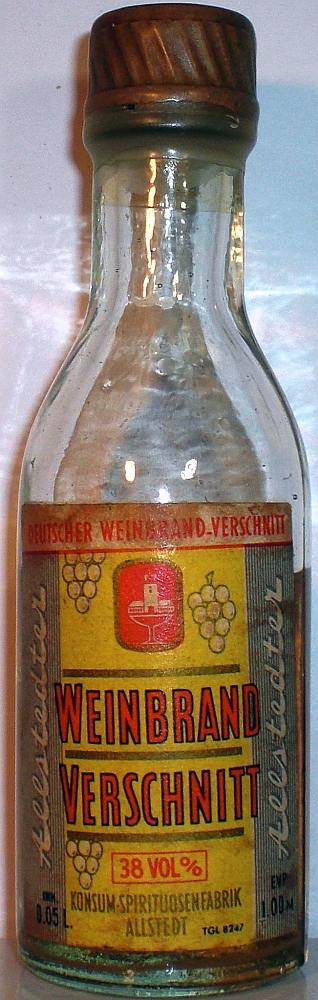 DEUTSCHER WEINBRAND-VERSCHNITT
Allstedter
Allstedter
WEINBRAND
VERSCHNITT
38 VOL%
INH.
0.05 L.
KONSUM-SPIRITUOSENFABRIK
ALLSTEDT
TGL 8247
EVP
1.00 M